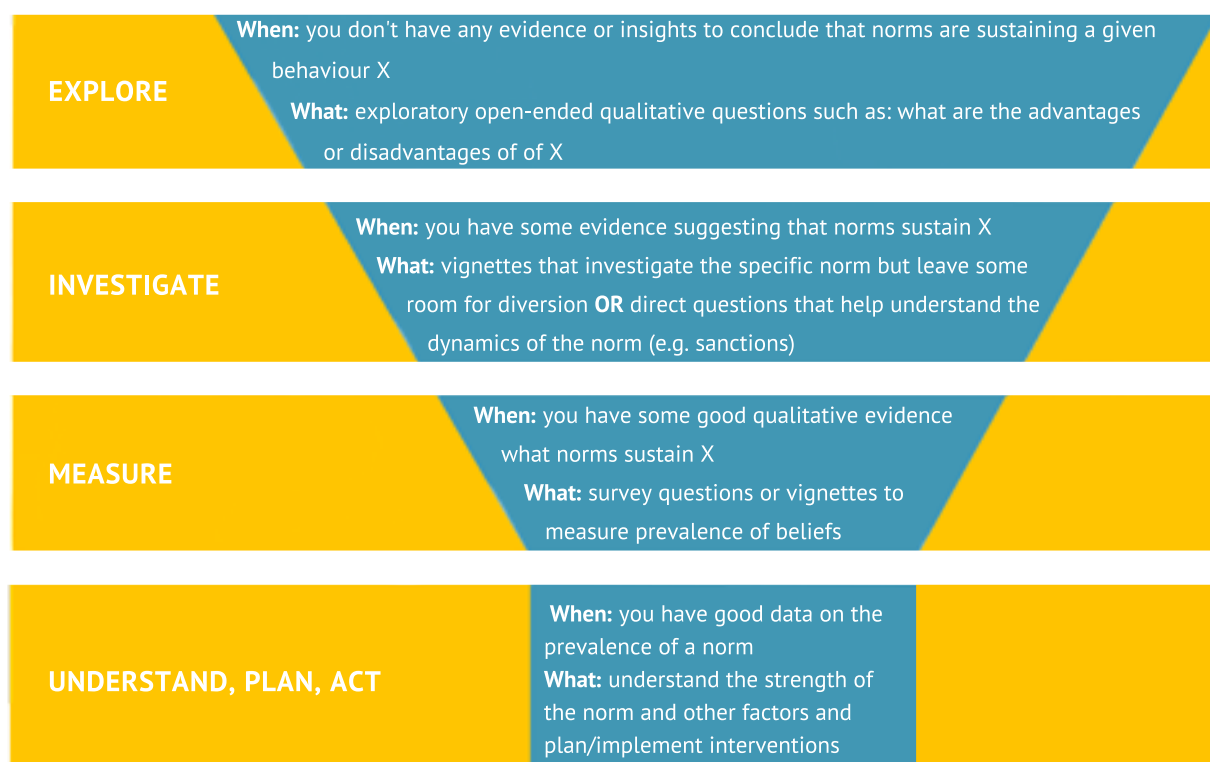 EXPLORE
When: you don't have any evidence or insights to conclude that norms are sustaining a given
behaviour X
What: exploratory open-ended qualitative questions such as: what are the advantages
or disadvantages of of X
INVESTIGATE
When: you have some evidence suggesting that norms sustain X
What: vignettes that investigate the specific norm but leave some
room for diversion OR direct questions that help understand the
dynamics of the norm (e.g. sanctions)
MEASURE
When: you have some good qualitative evidence
what norms sustain X
What: survey questions or vignettes to
measure prevalence of beliefs
UNDERSTAND, PLAN, ACT
When: you have good data on the
prevalence of a norm
What: understand the strength of
the norm and other factors and
plan/implement interventions